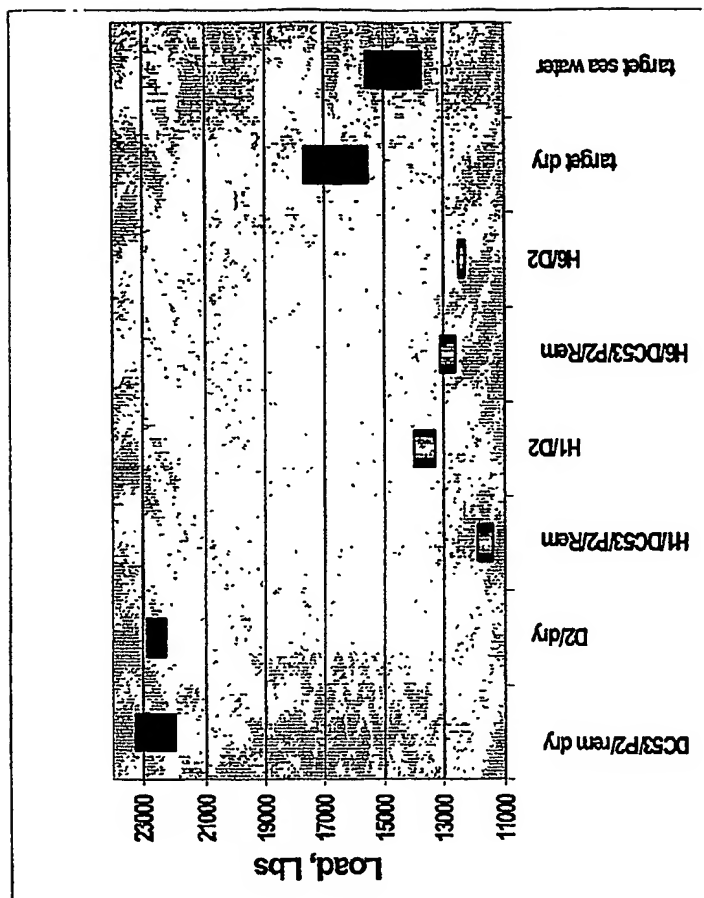 Load, Lbs
23000
21000
19000
17000
15000
13000
11000
DC53/P2/rem dry
D2/dry
H1/DC53/P2/Rem
H1/D2
H6/DC53/P2/Rem
H6/D2
target dry
target sea water